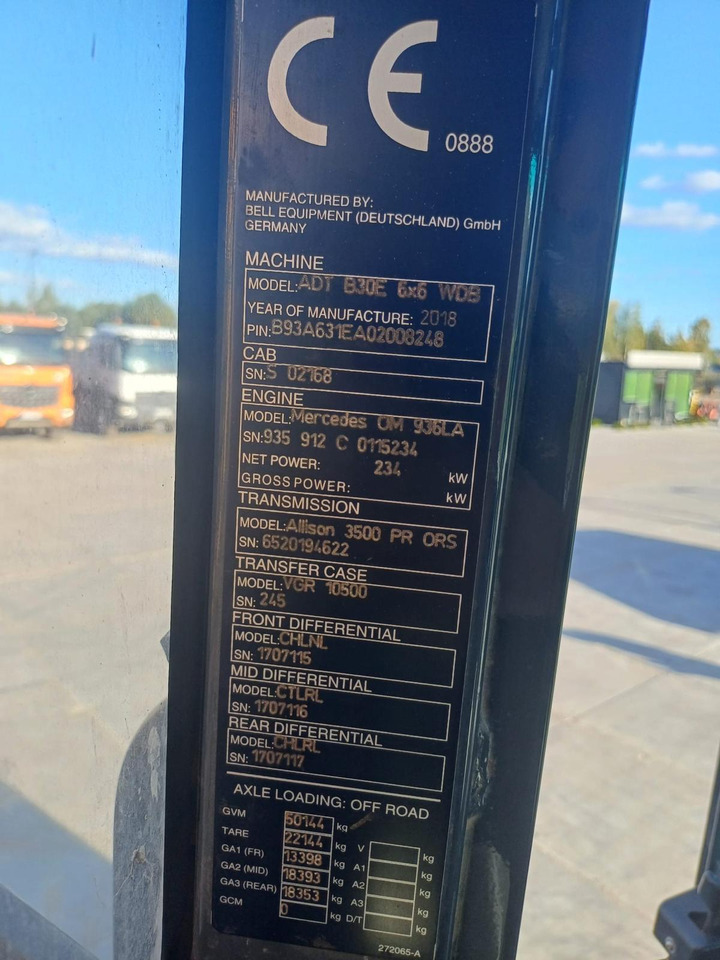 CE 0888
MANUFACTURED BY:
BELL EQUIPMENT (DEUTSCHLAND) GmbH
GERMANY
MACHINE
MODEL: ADT B30E 6x6 WDB
YEAR OF MANUFACTURE: 2018
PIN: B93A631EA02008248
CAB
SN: S 02168
ENGINE
MODEL: Mercedes OM 936LA
SN: 935 912 C 0115234
NET POWER: 234 kW
GROSS POWER: kW
TRANSMISSION
MODEL: Allison 3500 PR ORS
SN: 6520194622
TRANSFER CASE
MODEL: VGR 10500
SN: 245
FRONT DIFFERENTIAL
MODEL: CHLNL
SN: 1707115
MID DIFFERENTIAL
MODEL: CTLRL
SN: 1707116
REAR DIFFERENTIAL
MODEL: CHLRL
SN: 1707117
AXLE LOADING: OFF ROAD
GVM 50144 kg
TARE 22144 kg V kg
GA1 (FR) 13398 kg A1 kg
GA2 (MID) 18393 kg A2 kg
GA3 (REAR) 18353 kg A3 kg
GCM 0 kg D/T kg
272065-A